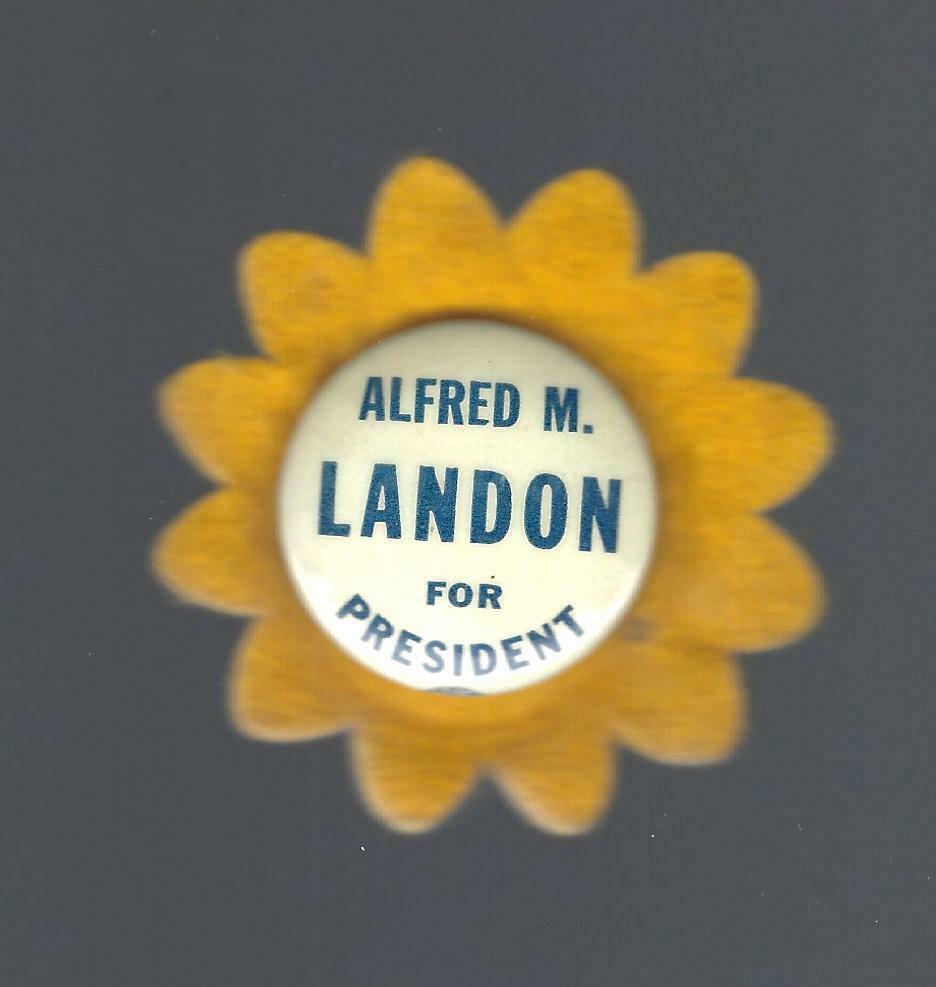 ALFRED M.
LANDON
FOR
PRESIDENT